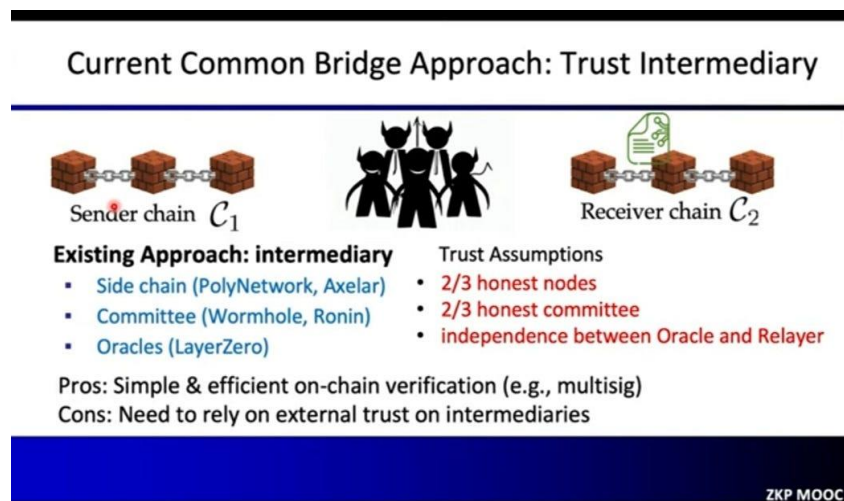 Current Common Bridge Approach: Trust Intermediary
Sender chain C₁
Receiver chain C₂
Existing Approach: intermediary
▪ Side chain (PolyNetwork, Axelar)
▪ Committee (Wormhole, Ronin)
▪ Oracles (LayerZero)
Trust Assumptions
• 2/3 honest nodes
• 2/3 honest committee
• independence between Oracle and Relayer
Pros: Simple & efficient on-chain verification (e.g., multisig)
Cons: Need to rely on external trust on intermediaries
ZKP MOOC